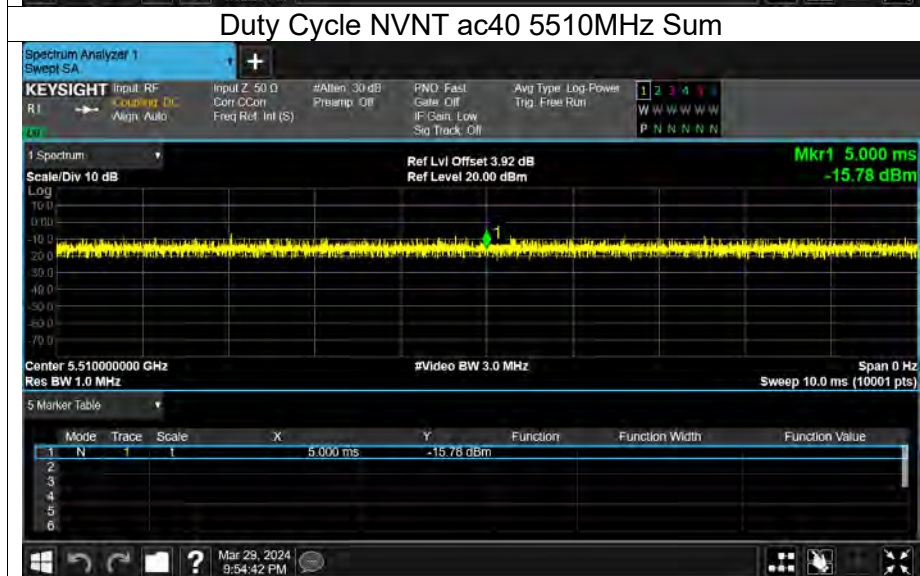 Duty Cycle NVNT ac40 5510MHz Sum
Spectrum Analyzer 1
Swept SA
+
KEYSIGHT Input: RF Input Z: 50 Ω #Atten: 30 dB PNO: Fast Avg Type: Log-Power 1 2 3 4 5 6
R L Coupling: DC Corr CCorr Preamp: Off Gate: Off Trig: Free Run W W W W W W
Align: Auto Freq Ref: Int (S) IF Gain: Low P N N N N N
Sig Track: Off
LXI
1 Spectrum Ref Lvl Offset 3.92 dB Mkr1 5.000 ms
Scale/Div 10 dB Ref Level 20.00 dBm -15.78 dBm
Log
10.0
0.00
-10.0
-20.0
-30.0
-40.0
-50.0
-60.0
-70.0
1
Center 5.510000000 GHz #Video BW 3.0 MHz Span 0 Hz
Res BW 1.0 MHz Sweep 10.0 ms (10001 pts)
5 Marker Table
Mode Trace Scale X Y Function Function Width Function Value
1 N 1 t 5.000 ms -15.78 dBm
2
3
4
5
6
? Mar 29, 2024
9:54:42 PM